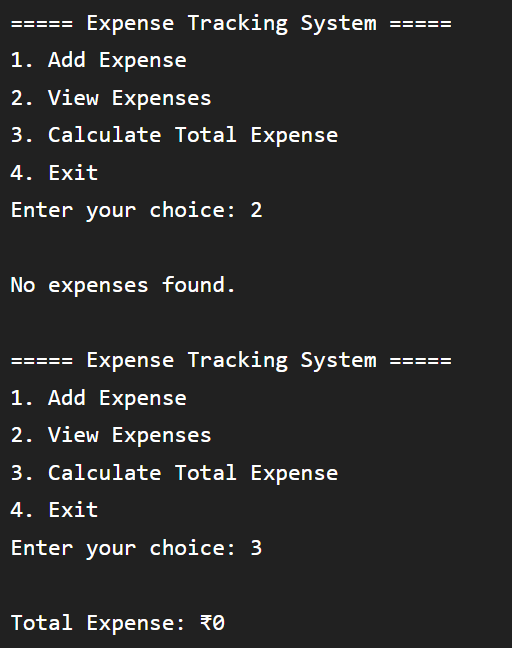 ===== Expense Tracking System =====
1. Add Expense
2. View Expenses
3. Calculate Total Expense
4. Exit
Enter your choice: 2
No expenses found.
===== Expense Tracking System =====
1. Add Expense
2. View Expenses
3. Calculate Total Expense
4. Exit
Enter your choice: 3
Total Expense: ₹0